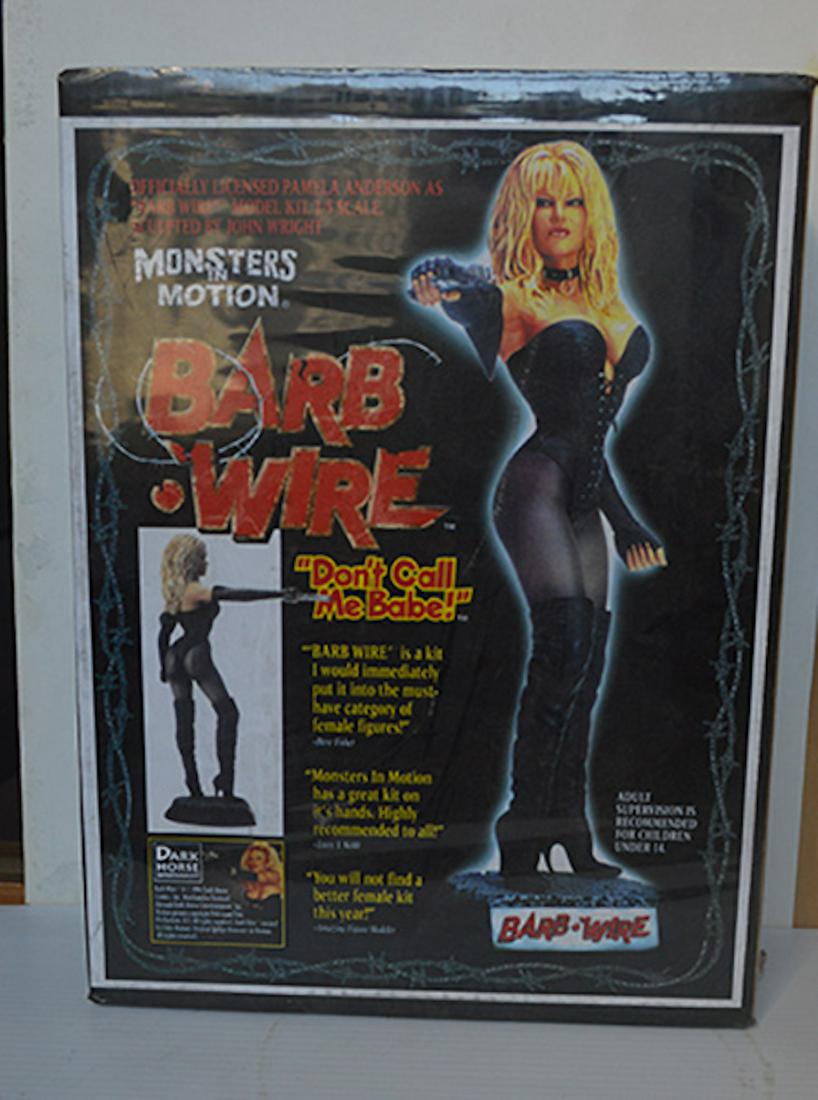 OFFICIALLY LICENSED PAMELA ANDERSON AS
"BARB WIRE" MODEL KIT 1/5 SCALE
SCULPTED BY JOHN WRIGHT
MONSTERS
IN
MOTION
BARB
WIRE
"Don't Call
Me Babe!"
"BARB WIRE" is a kit
I would immediately
put it into the must-
have category of
female figures!"
"Monsters In Motion
has a great kit on
it's hands. Highly
recommended to all!"
"You will not find a
better female kit
this year!"
-Amazing Figure Modeler
DARK
HORSE
ADULT
SUPERVISION IS
RECOMMENDED
FOR CHILDREN
UNDER 14.
BARB•WIRE